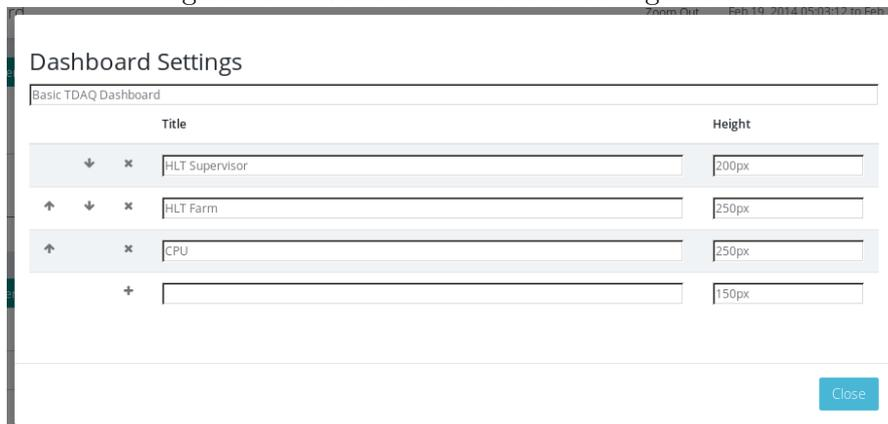 Zoom Out Feb 19, 2014 05:03:12 to Feb
Dashboard Settings
Basic TDAQ Dashboard
Title Height
HLT Supervisor 200px
HLT Farm 250px
CPU 250px
150px
Close